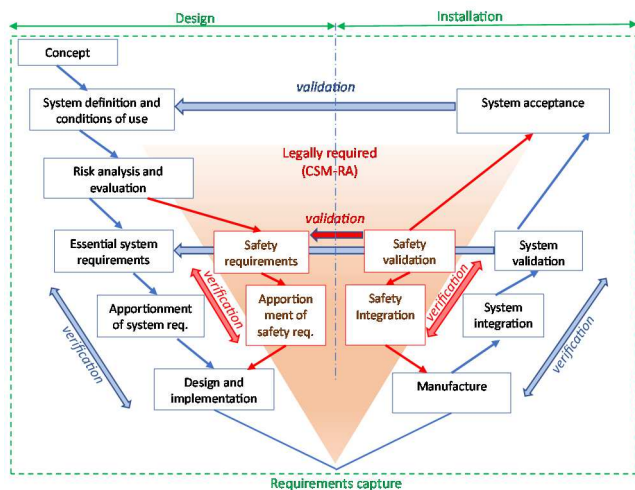 Design
Installation
Concept
System definition and
conditions of use
validation
System acceptance
Risk analysis and
evaluation
Legally required
(CSM-RA)
validation
Essential system
requirements
Safety
requirements
Safety
validation
System
validation
verification
Apportionment
of system req.
verification
Apportion
ment of
safety req.
Safety
Integration
verification
System
integration
verification
Design and
implementation
Manufacture
Requirements capture